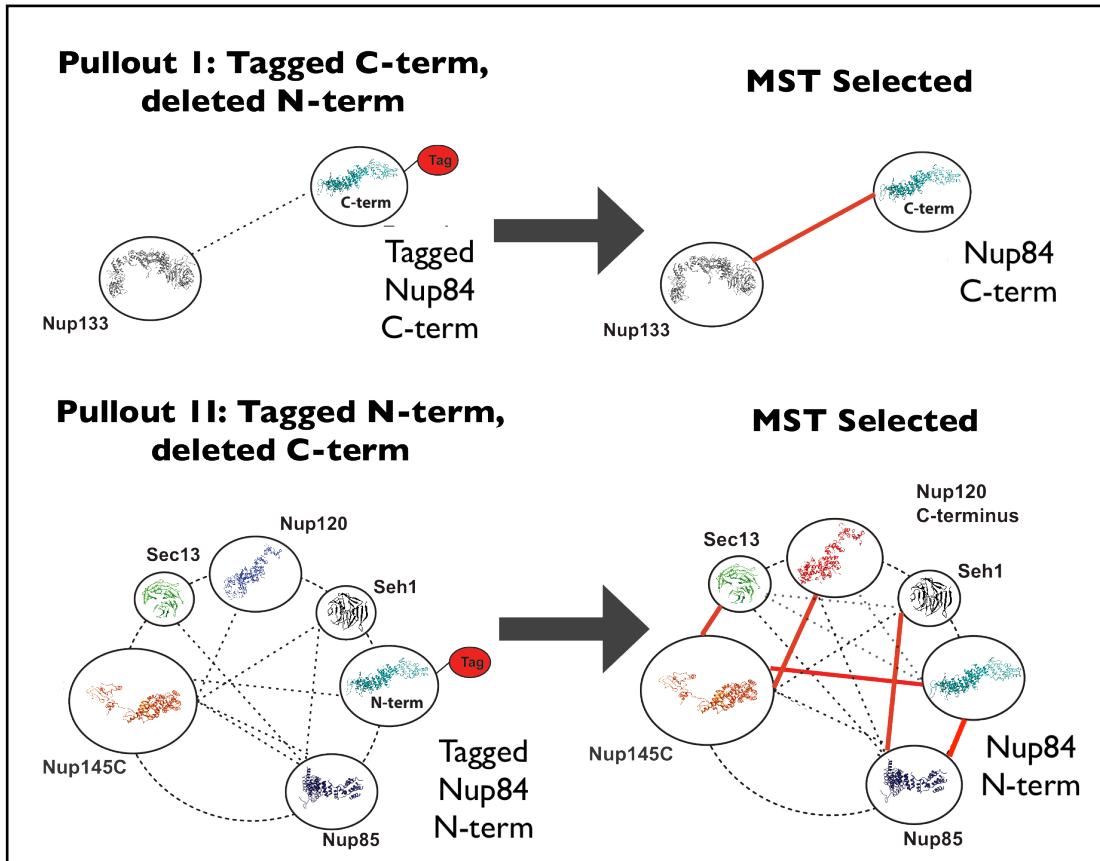 Pullout I: Tagged C-term,
deleted N-term
MST Selected
Tag
C-term
Tagged
Nup84
C-term
Nup133
C-term
Nup84
C-term
Nup133
Pullout 1I: Tagged N-term,
deleted C-term
MST Selected
Nup120
Sec13
Seh1
Tag
N-term
Nup145C
Tagged
Nup84
N-term
Nup85
Nup120
C-terminus
Sec13
Seh1
Nup145C
Nup84
N-term
Nup85